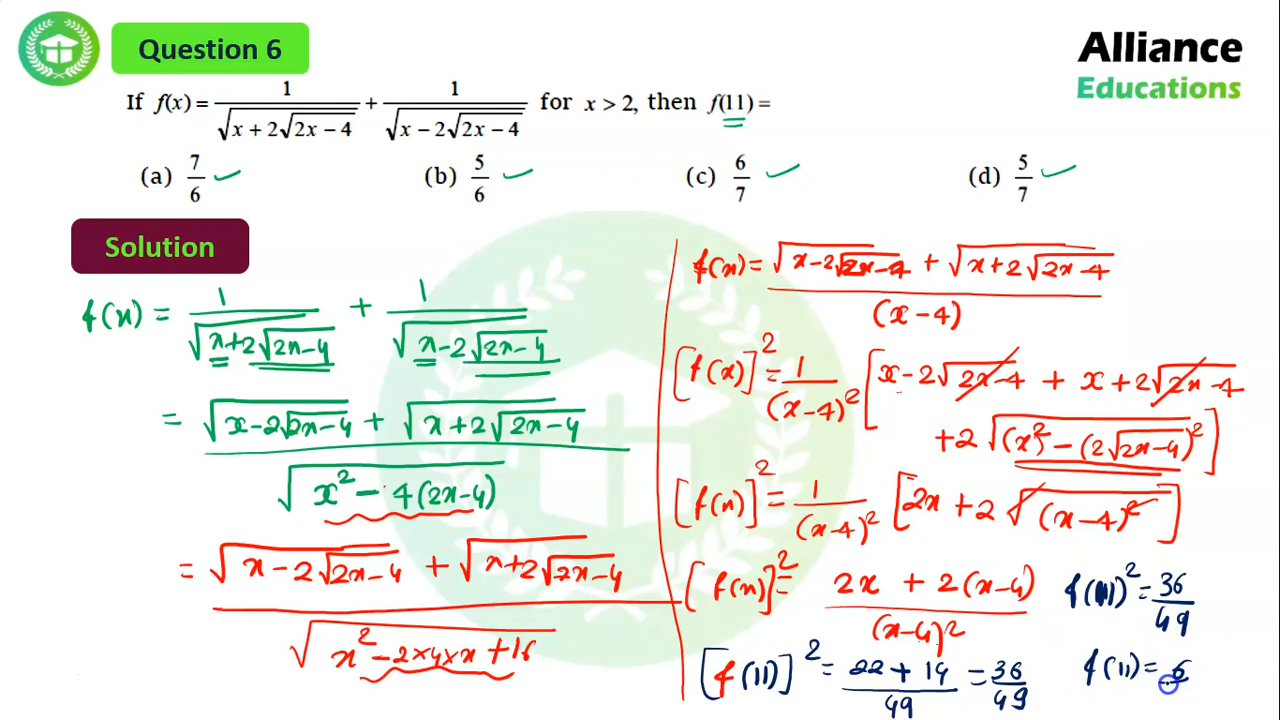 Question 6
Alliance
Educations
If f(x) = 1/√(x + 2√(2x – 4)) + 1/√(x – 2√(2x – 4)) for x > 2, then f(11) =
(a) 7/6 ✓ (b) 5/6 ✓ (c) 6/7 ✓ (d) 5/7 ✓
Solution
f(x) = 1/√(x+2√(2x-4)) + 1/√(x-2√(2x-4))
= (√(x-2√(2x-4)) + √(x+2√(2x-4)))/√(x² - 4(2x-4))
= (√(x-2√(2x-4)) + √(x+2√(2x-4)))/√(x² - 2×4×x + 16)
f(x) = (√(x-2√(2x-4)) + √(x+2√(2x-4)))/(x-4)
[f(x)]² = 1/(x-4)² [x-2√(2x-4) + x+2√(2x-4)
+2√((x)² - (2√(2x-4))²)]
[f(x)]² = 1/(x-4)² [2x + 2√((x-4)²)]
[f(x)]² = (2x + 2(x-4))/(x-4)²
[f(11)]² = (22 + 14)/49 = 36/49
f(11)² = 36/49
f(11) = 6